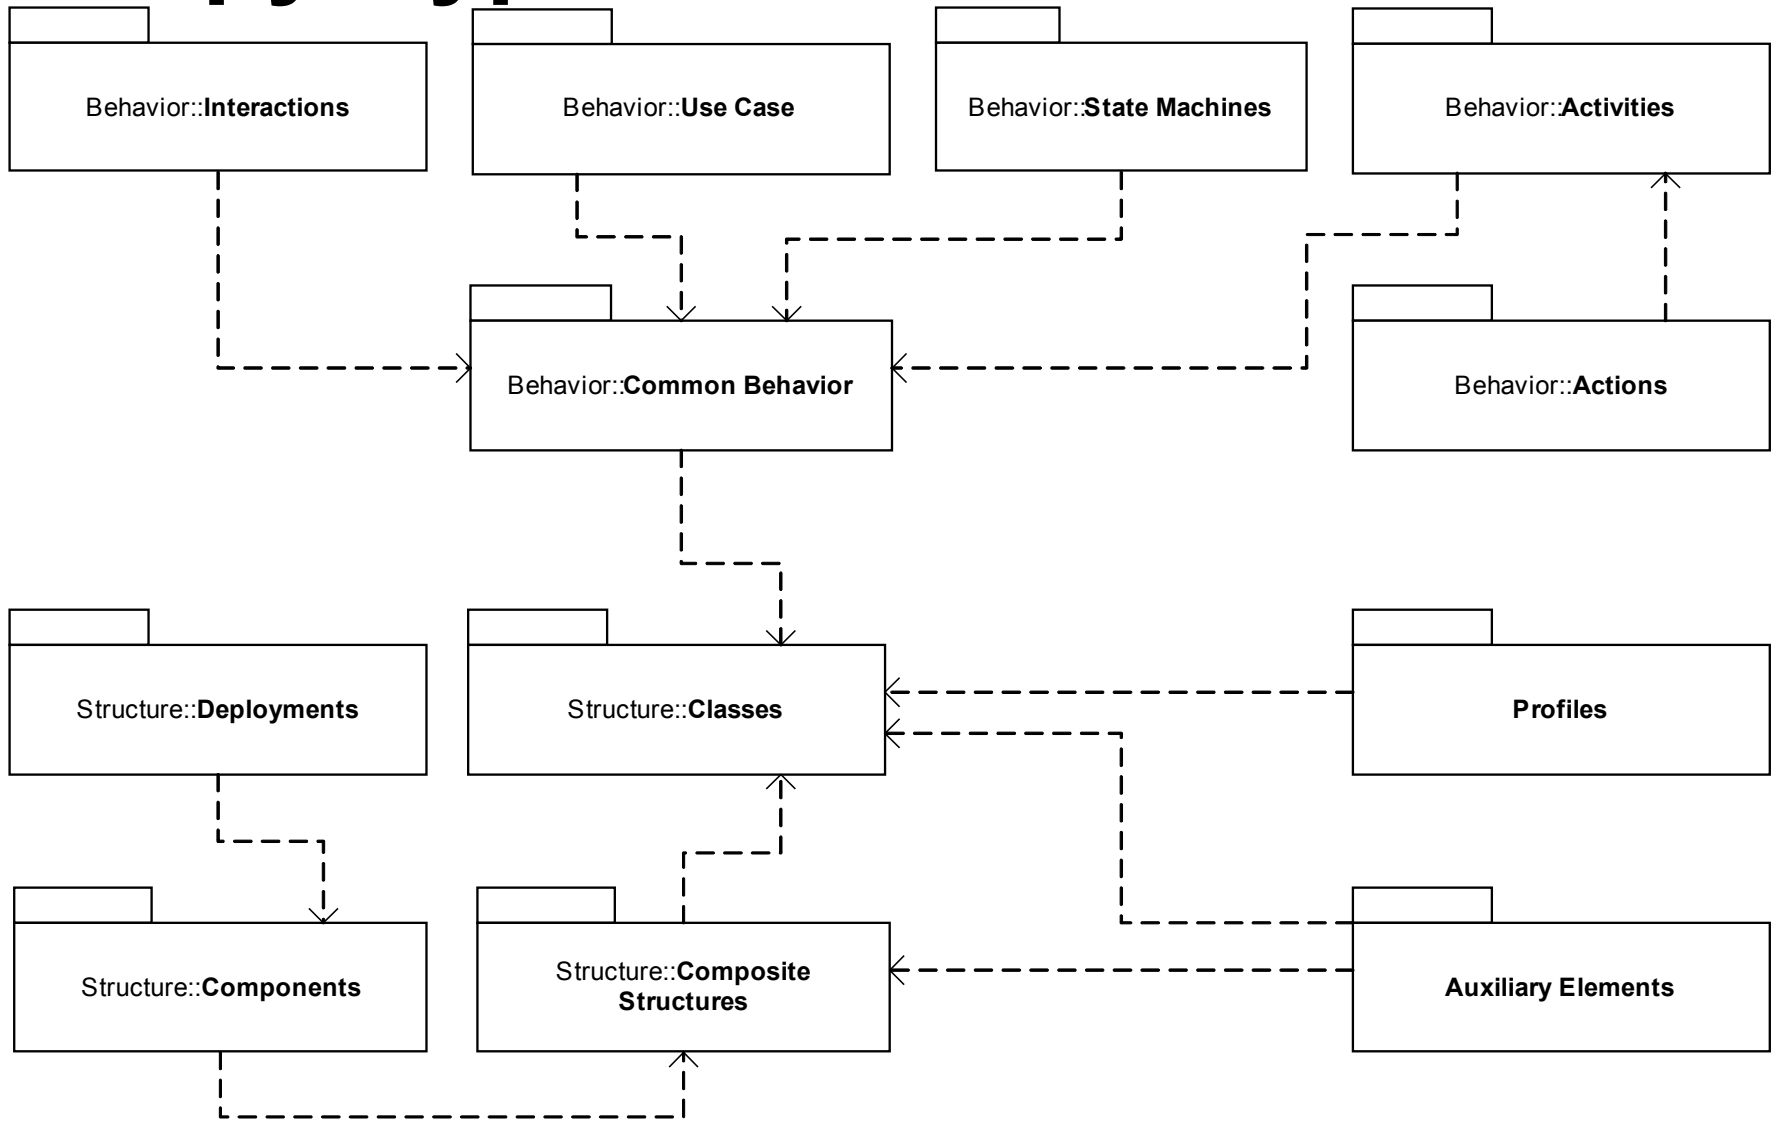 Behavior::Interactions
Behavior::Use Case
Behavior::State Machines
Behavior::Activities
Behavior::Common Behavior
Behavior::Actions
Structure::Deployments
Structure::Classes
Profiles
Structure::Components
Structure::Composite
Structures
Auxiliary Elements